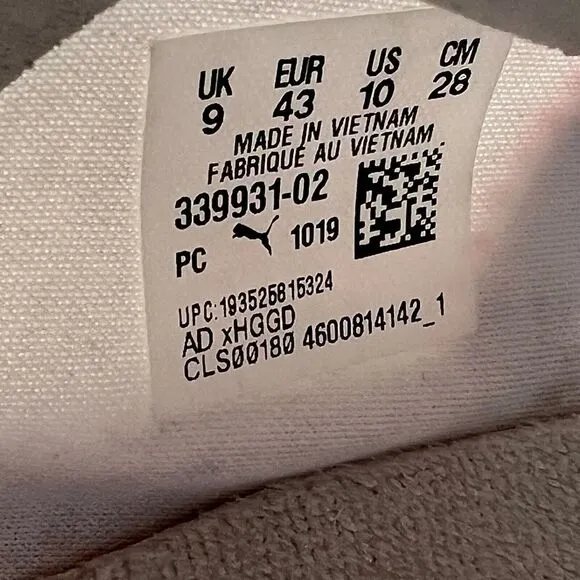 UK EUR US CM
9 43 10 28
MADE IN VIETNAM
FABRIQUÉ AU VIETNAM
339931-02
PC 1019
UPC:193525815324
AD xHGGD
CLS00180 4600814142_1